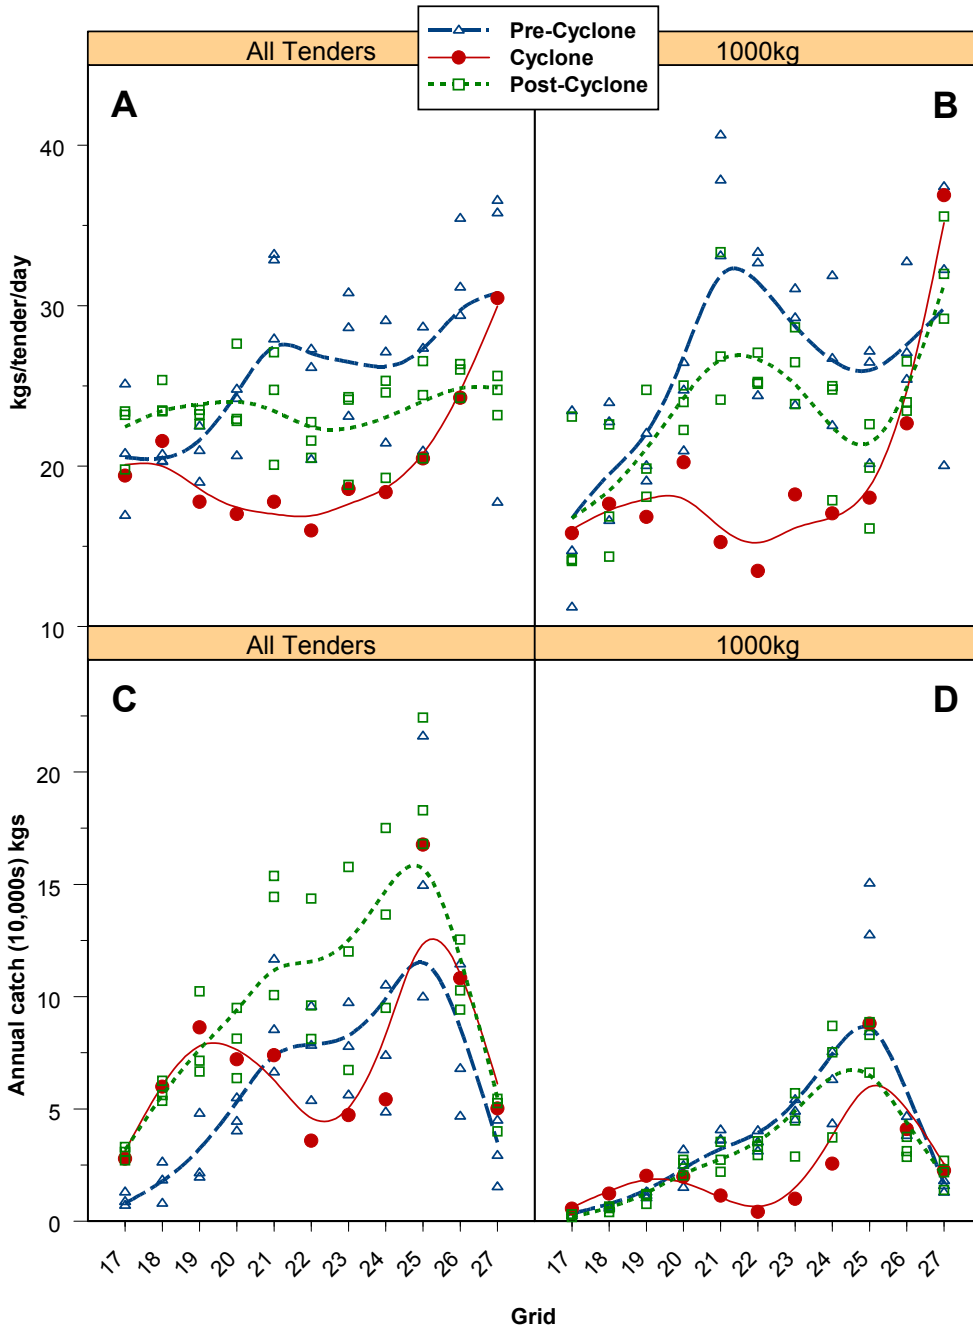 Pre-Cyclone
Cyclone
Post-Cyclone
All Tenders
1000kg
A
B
kgs/tender/day
40
30
20
10
All Tenders
1000kg
C
D
Annual catch (10,000s) kgs
20
15
10
5
0
17 18 19 20 21 22 23 24 25 26 27
17 18 19 20 21 22 23 24 25 26 27
Grid